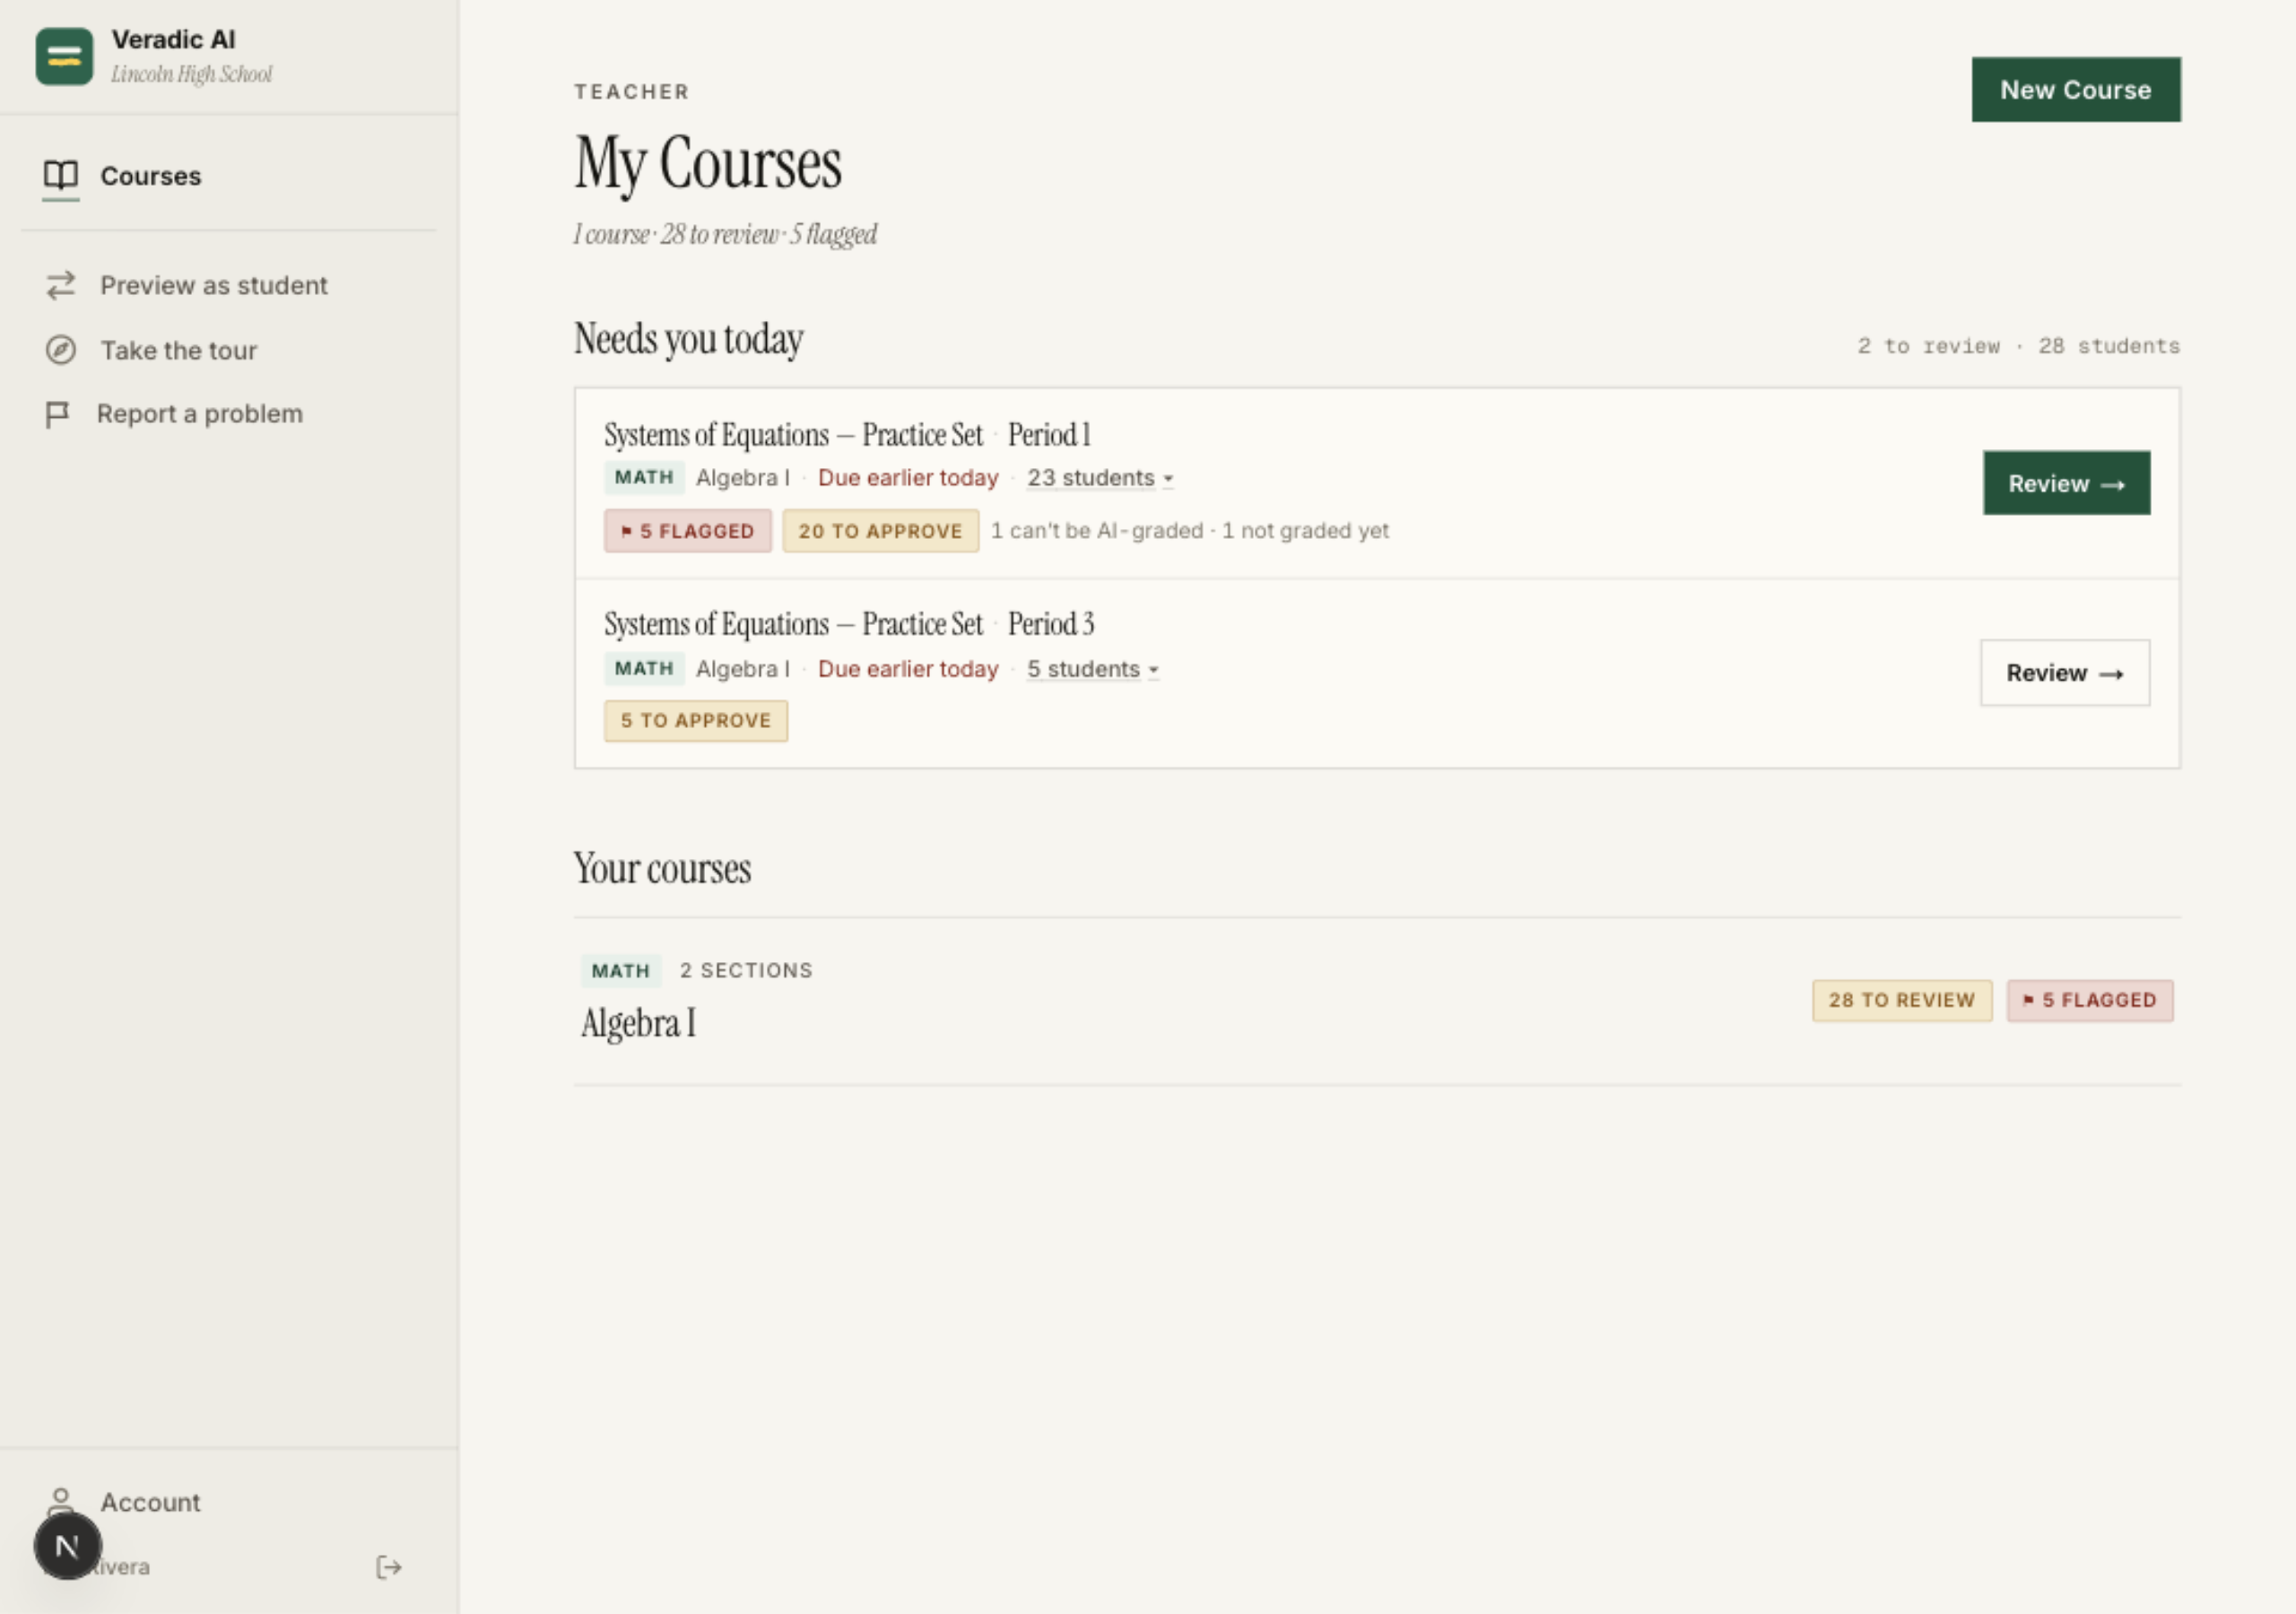 Veradic AI
Lincoln High School
Courses
Preview as student
Take the tour
Report a problem
Account
ivera
TEACHER
My Courses
1 course · 28 to review · 5 flagged
New Course
Needs you today
2 to review · 28 students
Systems of Equations — Practice Set · Period 1
MATH Algebra I · Due earlier today · 23 students
5 FLAGGED 20 TO APPROVE 1 can't be AI-graded · 1 not graded yet
Review →
Systems of Equations — Practice Set · Period 3
MATH Algebra I · Due earlier today · 5 students
5 TO APPROVE
Review →
Your courses
MATH 2 SECTIONS
Algebra I
28 TO REVIEW 5 FLAGGED
N